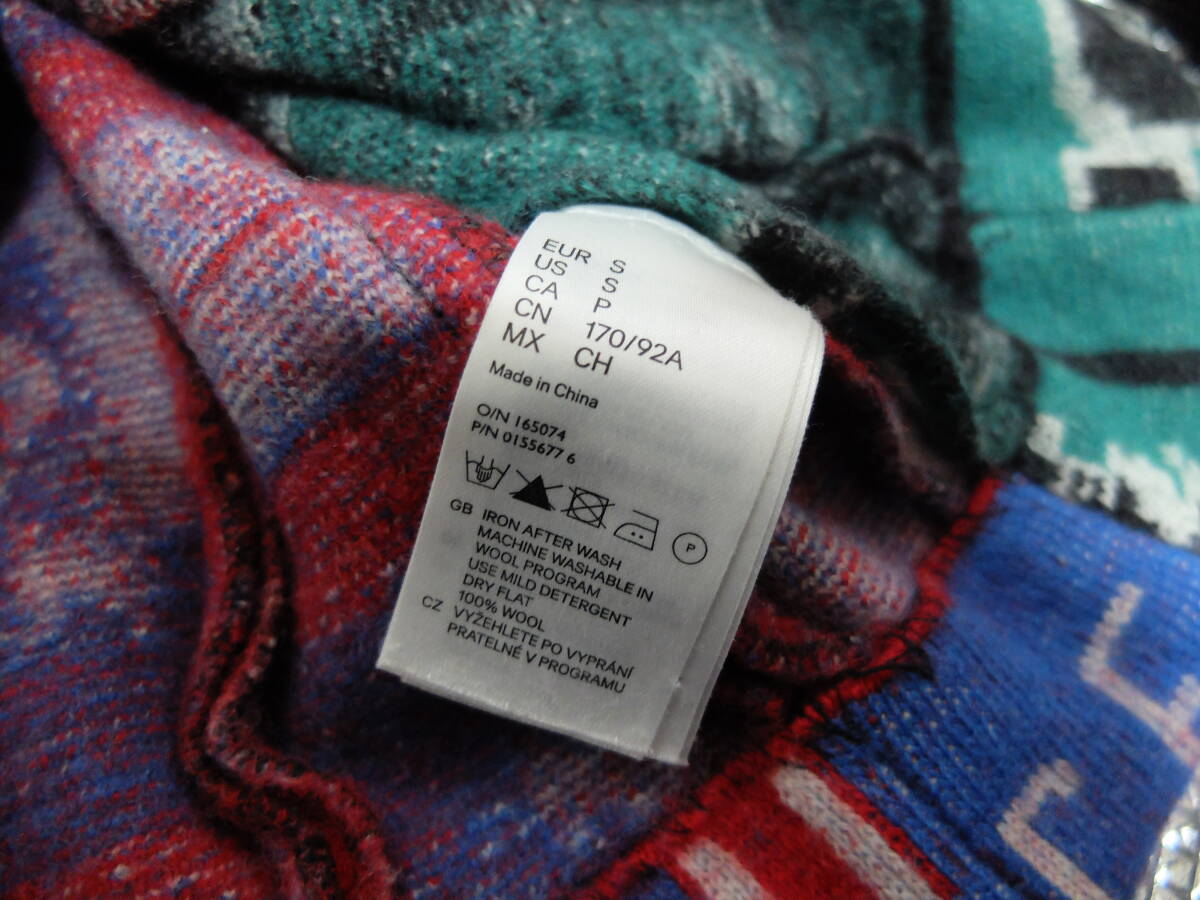 EUR S
US S
CA P
CN 170/92A
MX CH
Made in China
O/N 165074
P/N 0155677 6
P
GB IRON AFTER WASH
MACHINE WASHABLE IN
WOOL PROGRAM
USE MILD DETERGENT
DRY FLAT
100% WOOL
CZ VYŽEHLETE PO VYPRÁNÍ
PRATELNÉ V PROGRAMU